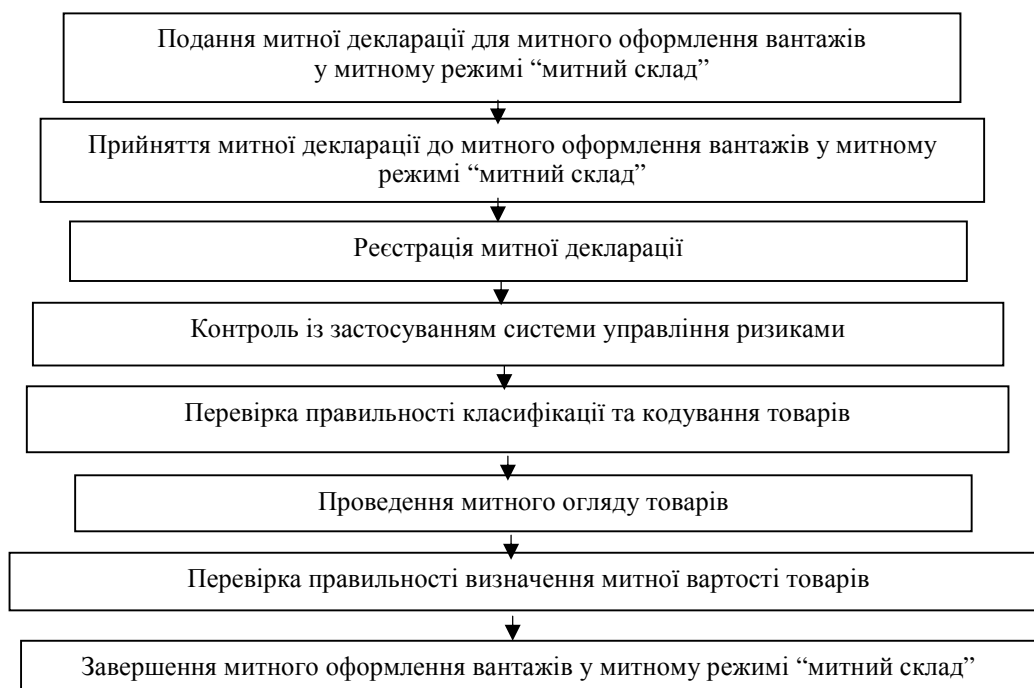 Подання митної декларації для митного оформлення вантажів
у митному режимі “митний склад”
Прийняття митної декларації до митного оформлення вантажів у митному
режимі “митний склад”
Реєстрація митної декларації
Контроль із застосуванням системи управління ризиками
Перевірка правильності класифікації та кодування товарів
Проведення митного огляду товарів
Перевірка правильності визначення митної вартості товарів
Завершення митного оформлення вантажів у митному режимі “митний склад”